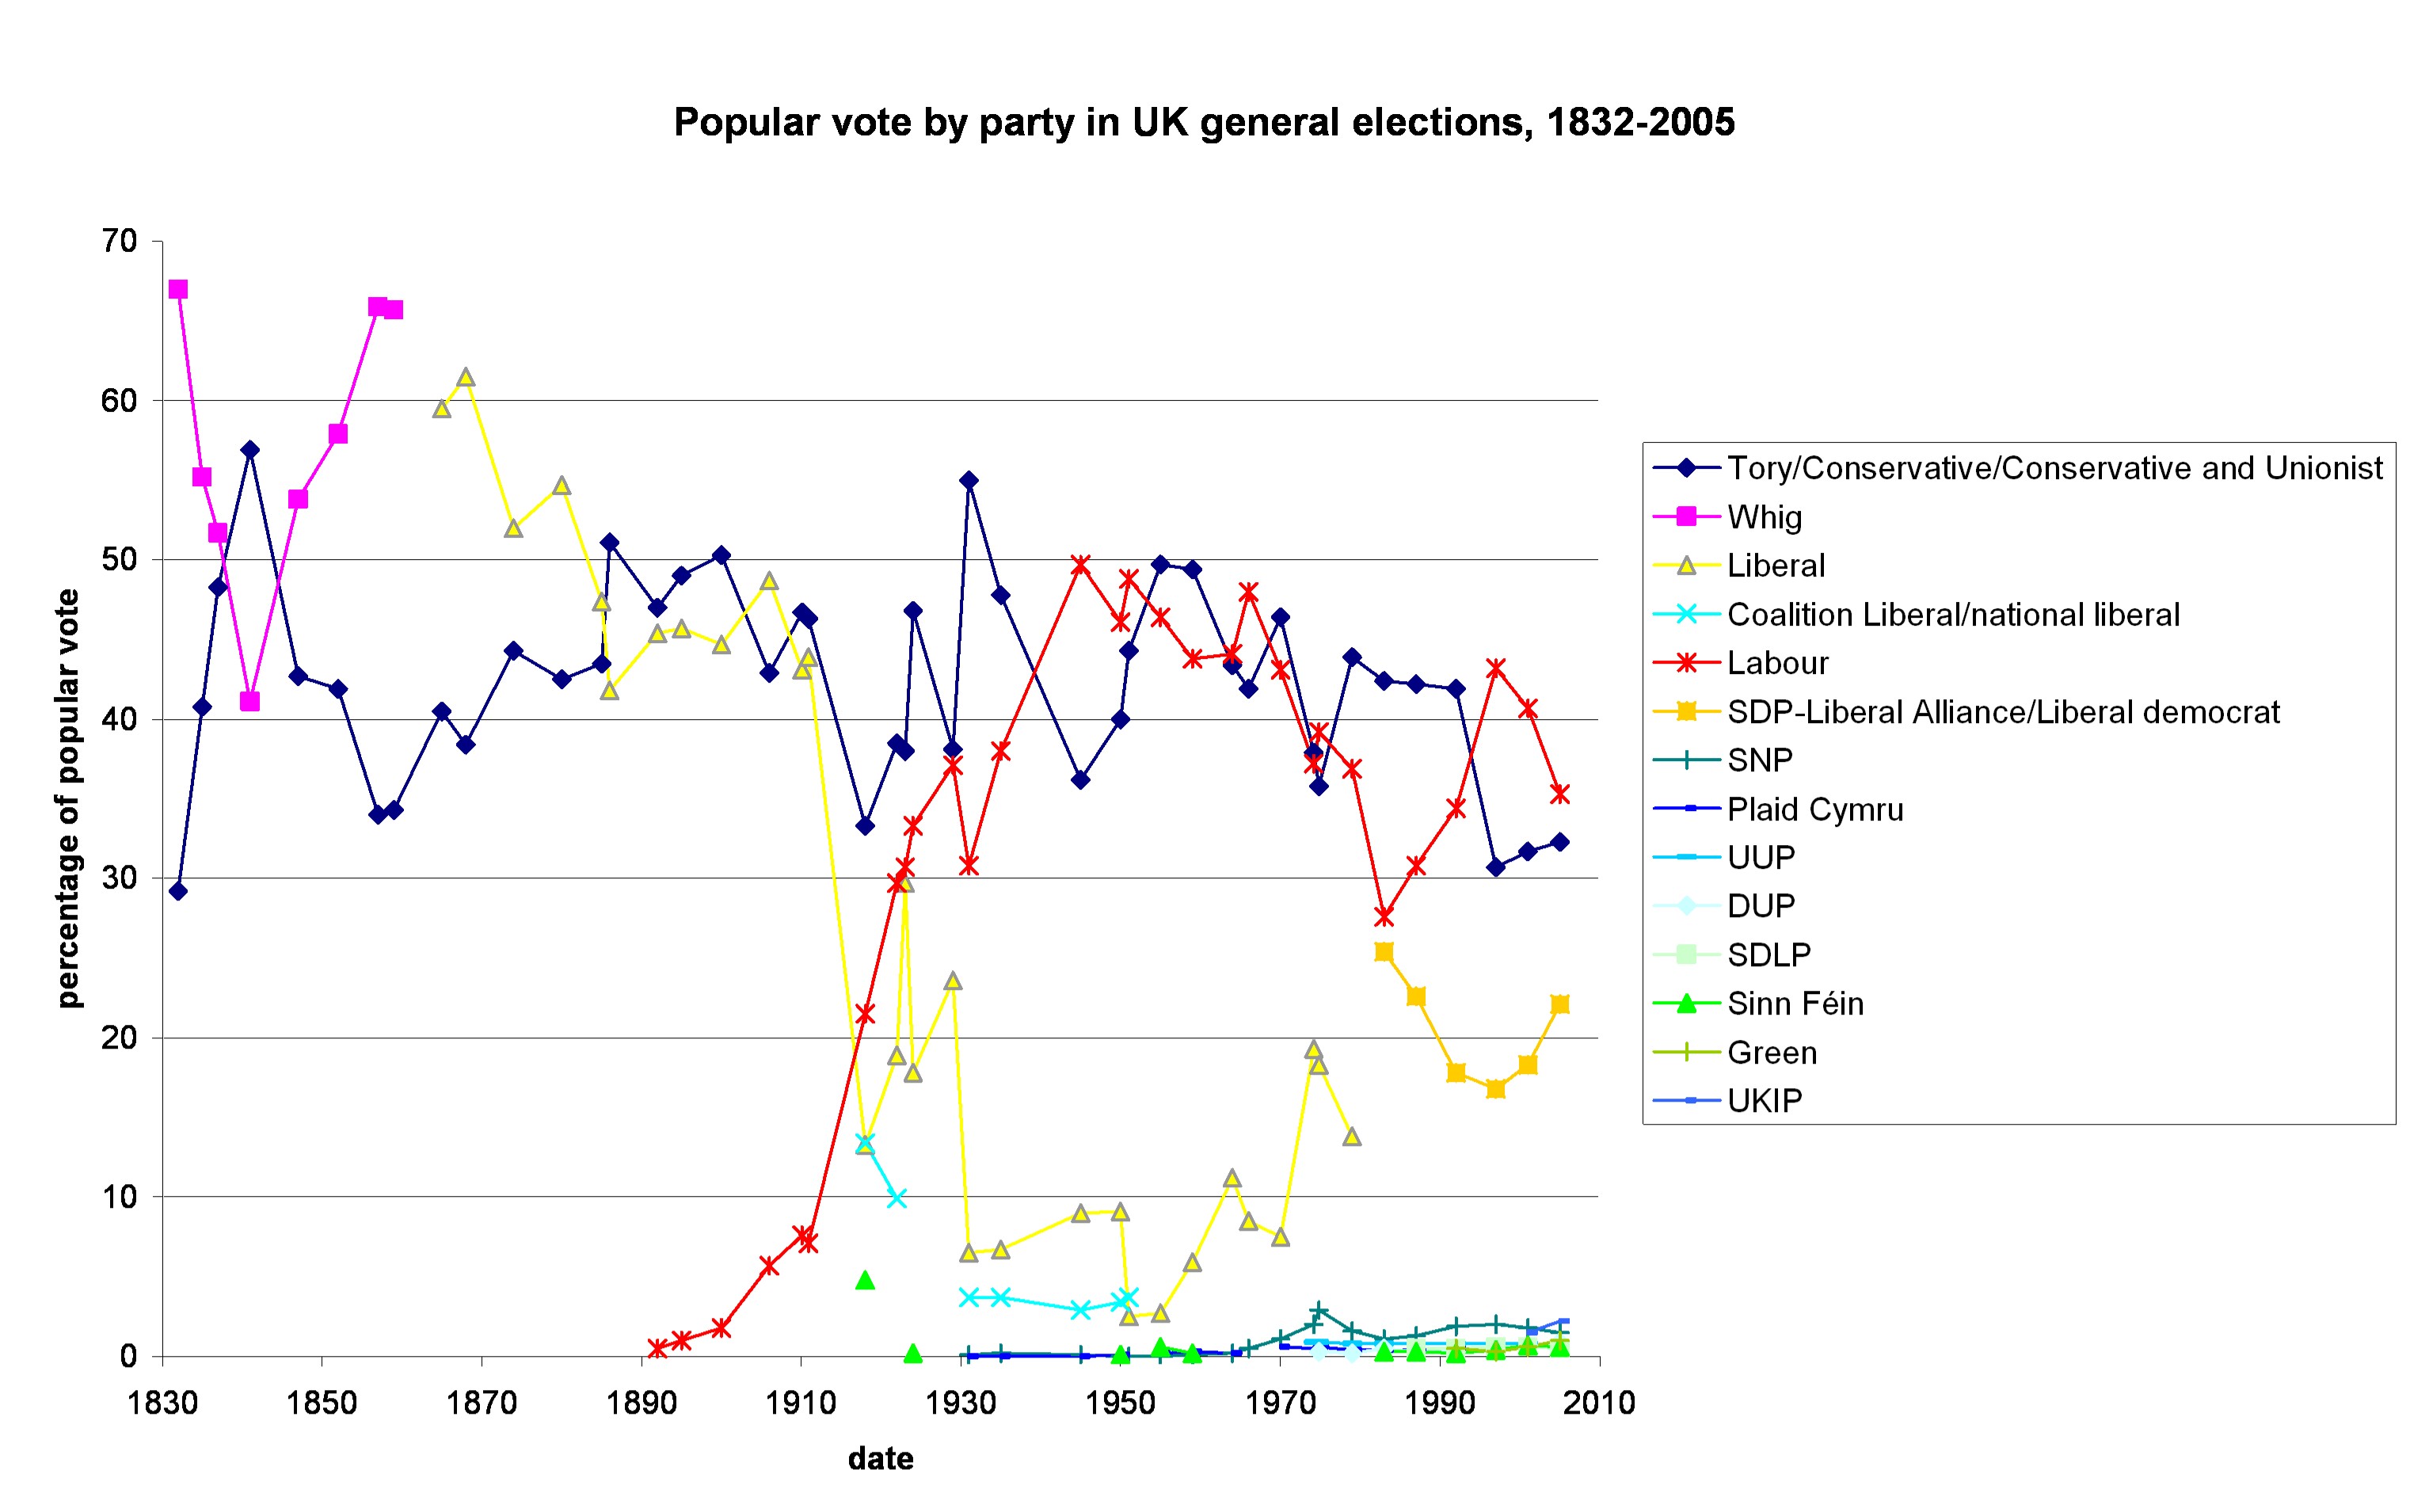 Popular vote by party in UK general elections, 1832-2005
percentage of popular vote
70
60
50
40
30
20
10
0
1830 1850 1870 1890 1910 1930 1950 1970 1990 2010
date
Tory/Conservative/Conservative and Unionist
Whig
Liberal
Coalition Liberal/national liberal
Labour
SDP-Liberal Alliance/Liberal democrat
SNP
Plaid Cymru
UUP
DUP
SDLP
Sinn Féin
Green
UKIP